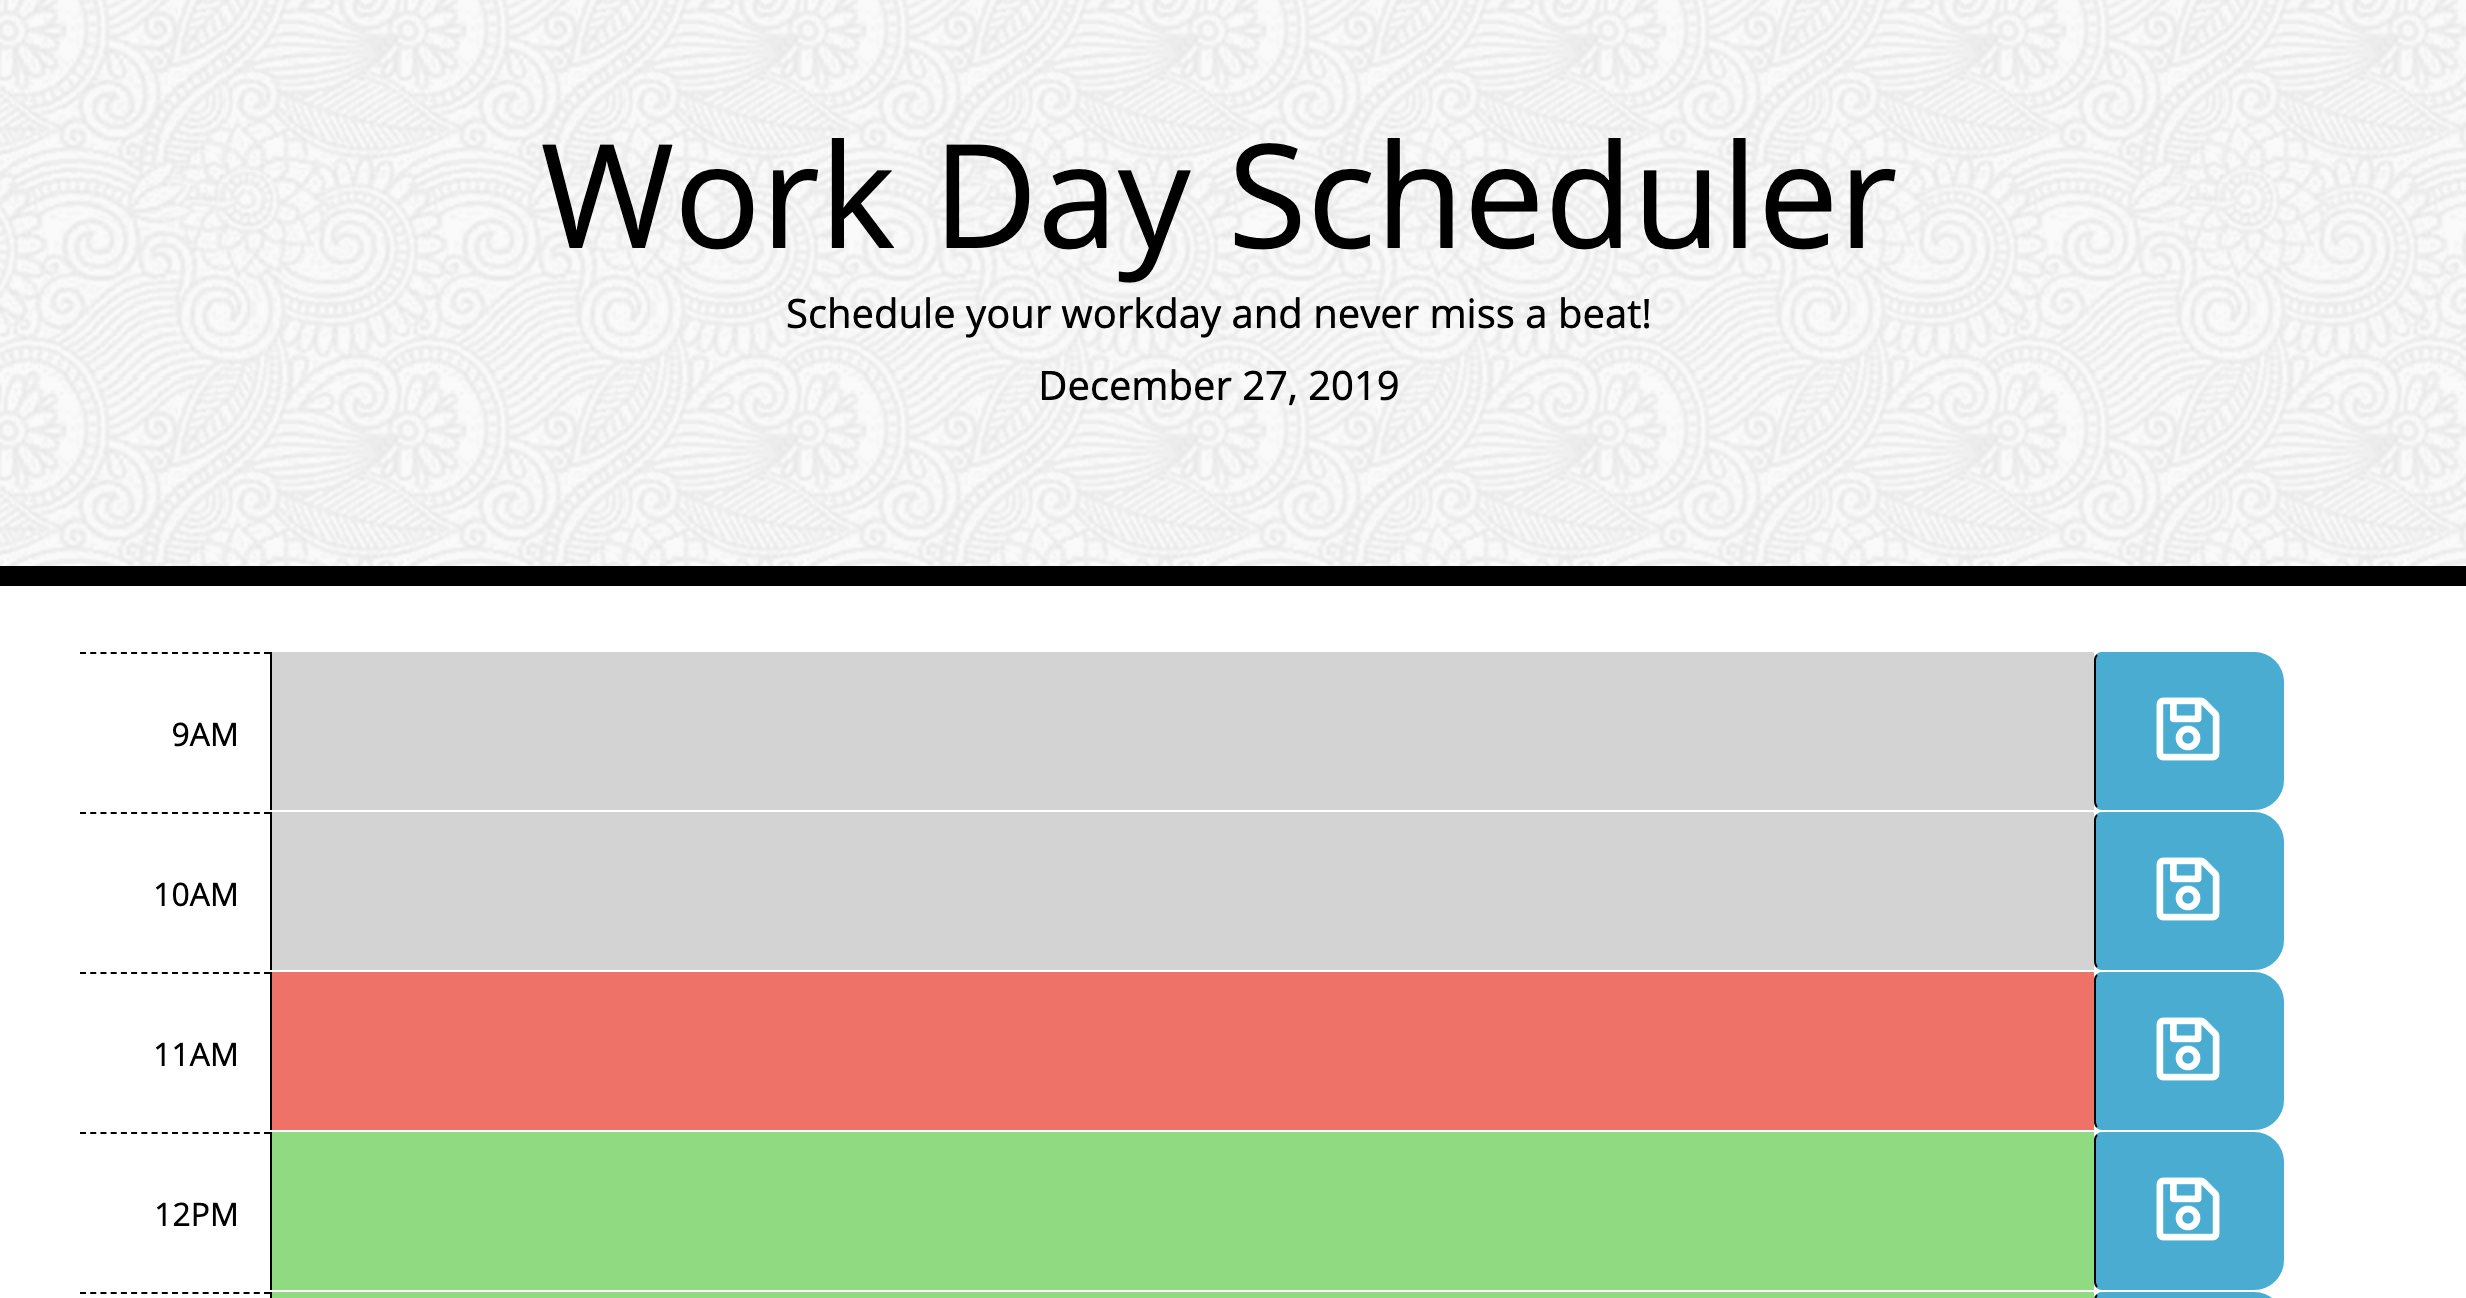 Work Day Scheduler
Schedule your workday and never miss a beat!
December 27, 2019
9AM
10AM
11AM
12PM